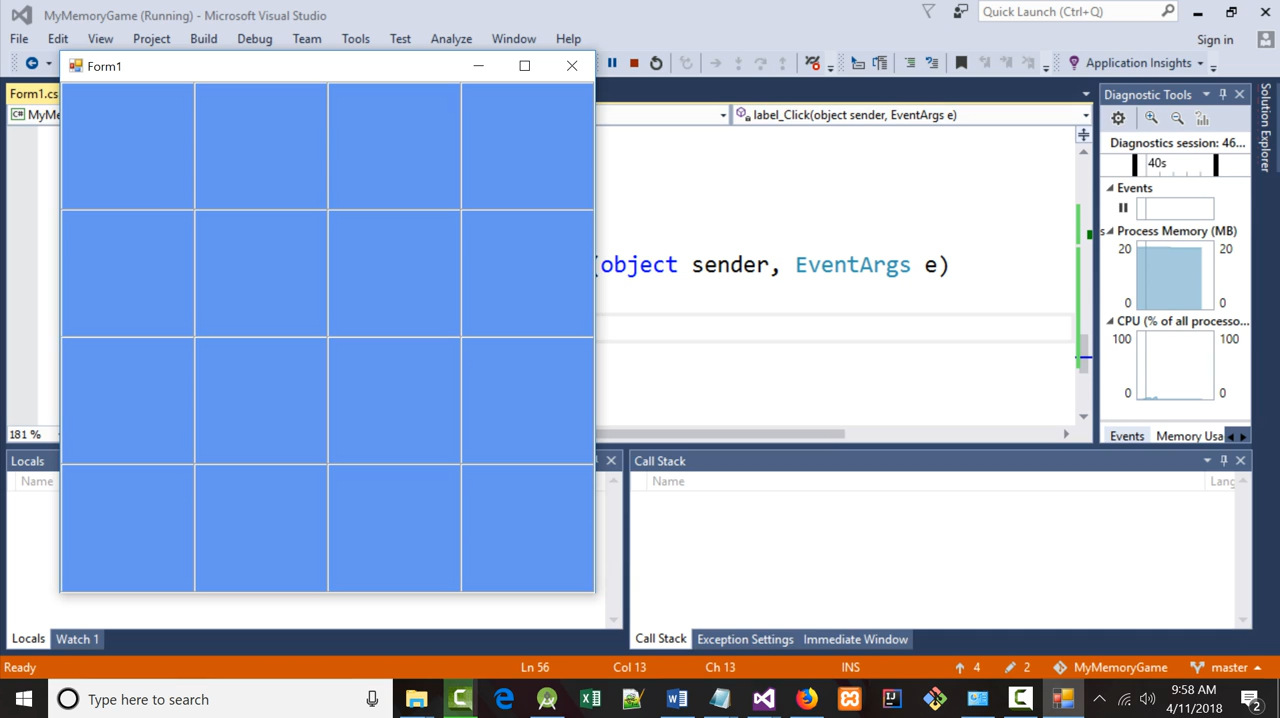 MyMemoryGame (Running) - Microsoft Visual Studio
Quick Launch (Ctrl+Q)
File Edit View Project Build Debug Team Tools Test Analyze Window Help
Sign in
Form1
Application Insights
Form1.cs
Diagnostic Tools
C# MyMe
label_Click(object sender, EventArgs e)
Solution Explorer
Diagnostics session: 46...
40s
Events
Process Memory (MB)
20 20
0 0
(object sender, EventArgs e)
CPU (% of all processo...
100 100
0 0
181 %
Events Memory Usa
Locals
Call Stack
Name
Name Lang
Locals Watch 1
Call Stack Exception Settings Immediate Window
Ready Ln 56 Col 13 Ch 13 INS 4 2 MyMemoryGame master
Type here to search
9:58 AM
4/11/2018
2